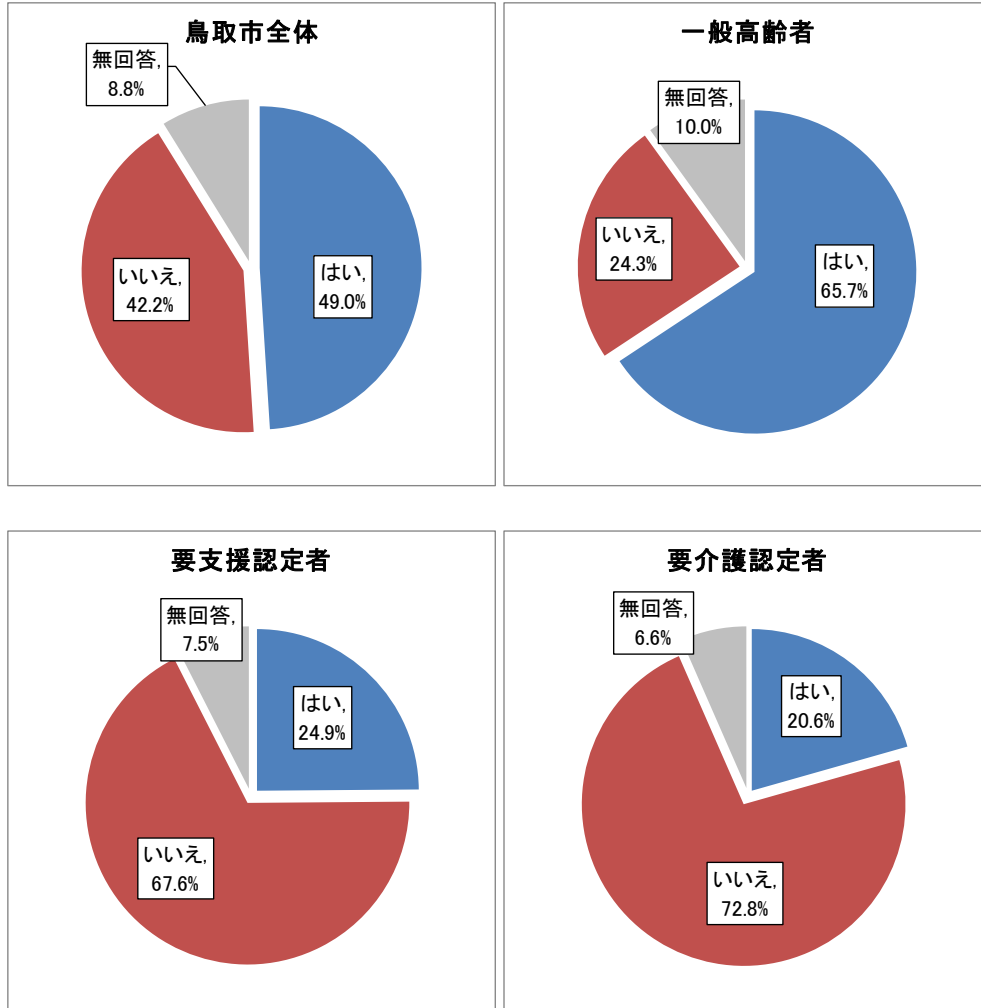 鳥取市全体
無回答,
8.8%
いいえ,
42.2%
はい,
49.0%
一般高齢者
無回答,
10.0%
いいえ,
24.3%
はい,
65.7%
要支援認定者
無回答,
7.5%
はい,
24.9%
いいえ,
67.6%
要介護認定者
無回答,
6.6%
はい,
20.6%
いいえ,
72.8%